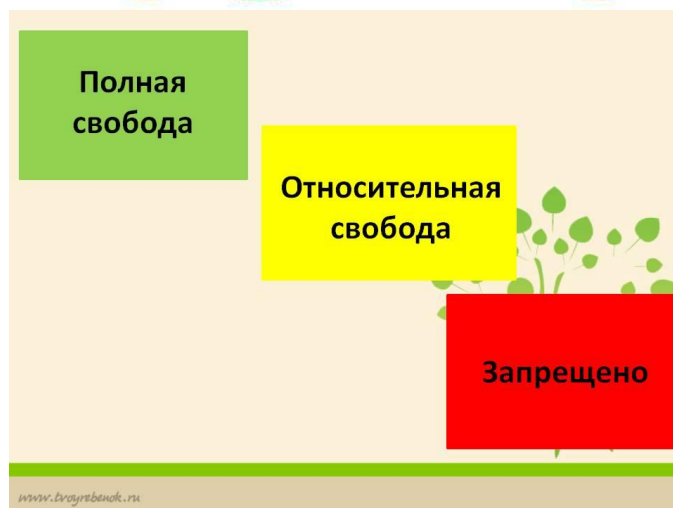 Полная
свобода
Относительная
свобода
Запрещено
www.tvoyrebenok.ru